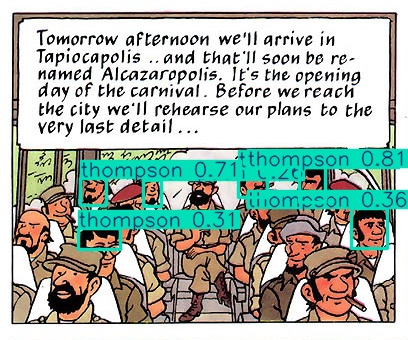 Tomorrow afternoon we'll arrive in
Tapiocapolis .. and that'll soon be re-
named Alcazaropolis. It's the opening
day of the carnival. Before we reach
the city we'll rehearse our plans to the
very last detail ...
thompson 0.71
tthompson 0.81
thompson 0.36
thompson 0.31